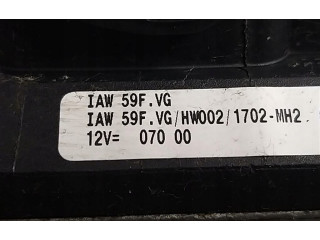 IAW 59F.VG
IAW 59F.VG/HW002/1702-MH2
12V= 070 00